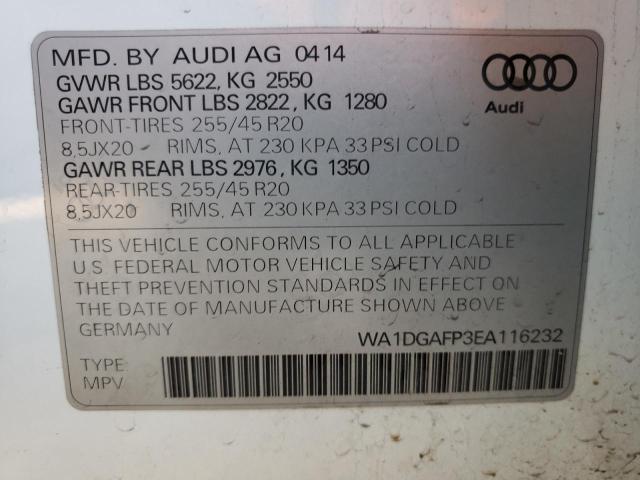 MFD. BY AUDI AG 04 14
GVWR LBS 5622, KG 2550
GAWR FRONT LBS 2822, KG 1280
FRONT-TIRES 255/45 R20
8,5JX20 RIMS, AT 230 KPA 33 PSI COLD
GAWR REAR LBS 2976, KG 1350
REAR-TIRES 255/45 R20
8,5JX20 RIMS, AT 230 KPA 33 PSI COLD
Audi
THIS VEHICLE CONFORMS TO ALL APPLICABLE
U.S. FEDERAL MOTOR VEHICLE SAFETY AND
THEFT PREVENTION STANDARDS IN EFFECT ON
THE DATE OF MANUFACTURE SHOWN ABOVE
GERMANY WA1DGAFP3EA116232
TYPE:
MPV